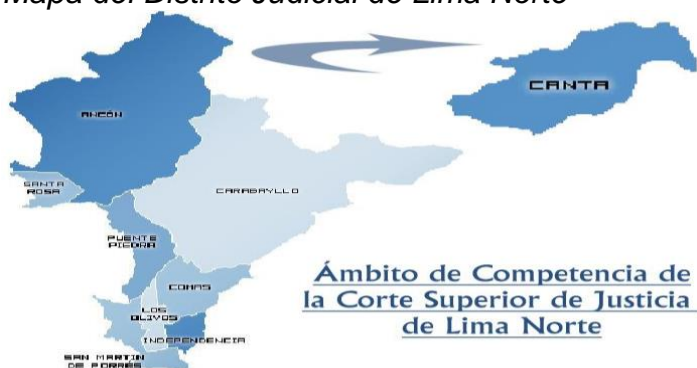 Mapa del Distrito Judicial de Lima Norte
CANTA
ANCÓN
SANTA
ROSA
CARABAYLLO
PUENTE
PIEDRA
COMAS
LOS
OLIVOS
INDEPENDENCIA
SAN MARTIN
DE PORRES
Ámbito de Competencia de
la Corte Superior de Justicia
de Lima Norte